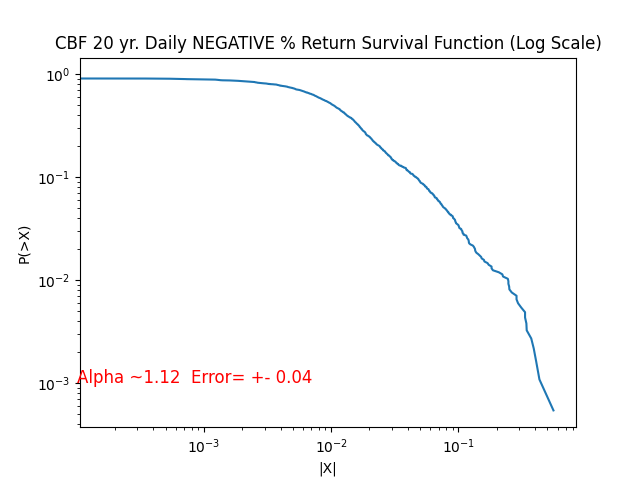 CBF 20 yr. Daily NEGATIVE % Return Survival Function (Log Scale)
10⁰
10⁻¹
10⁻²
10⁻³
P(>X)
Alpha ~1.12  Error= +- 0.04
10⁻³ 10⁻² 10⁻¹
|X|